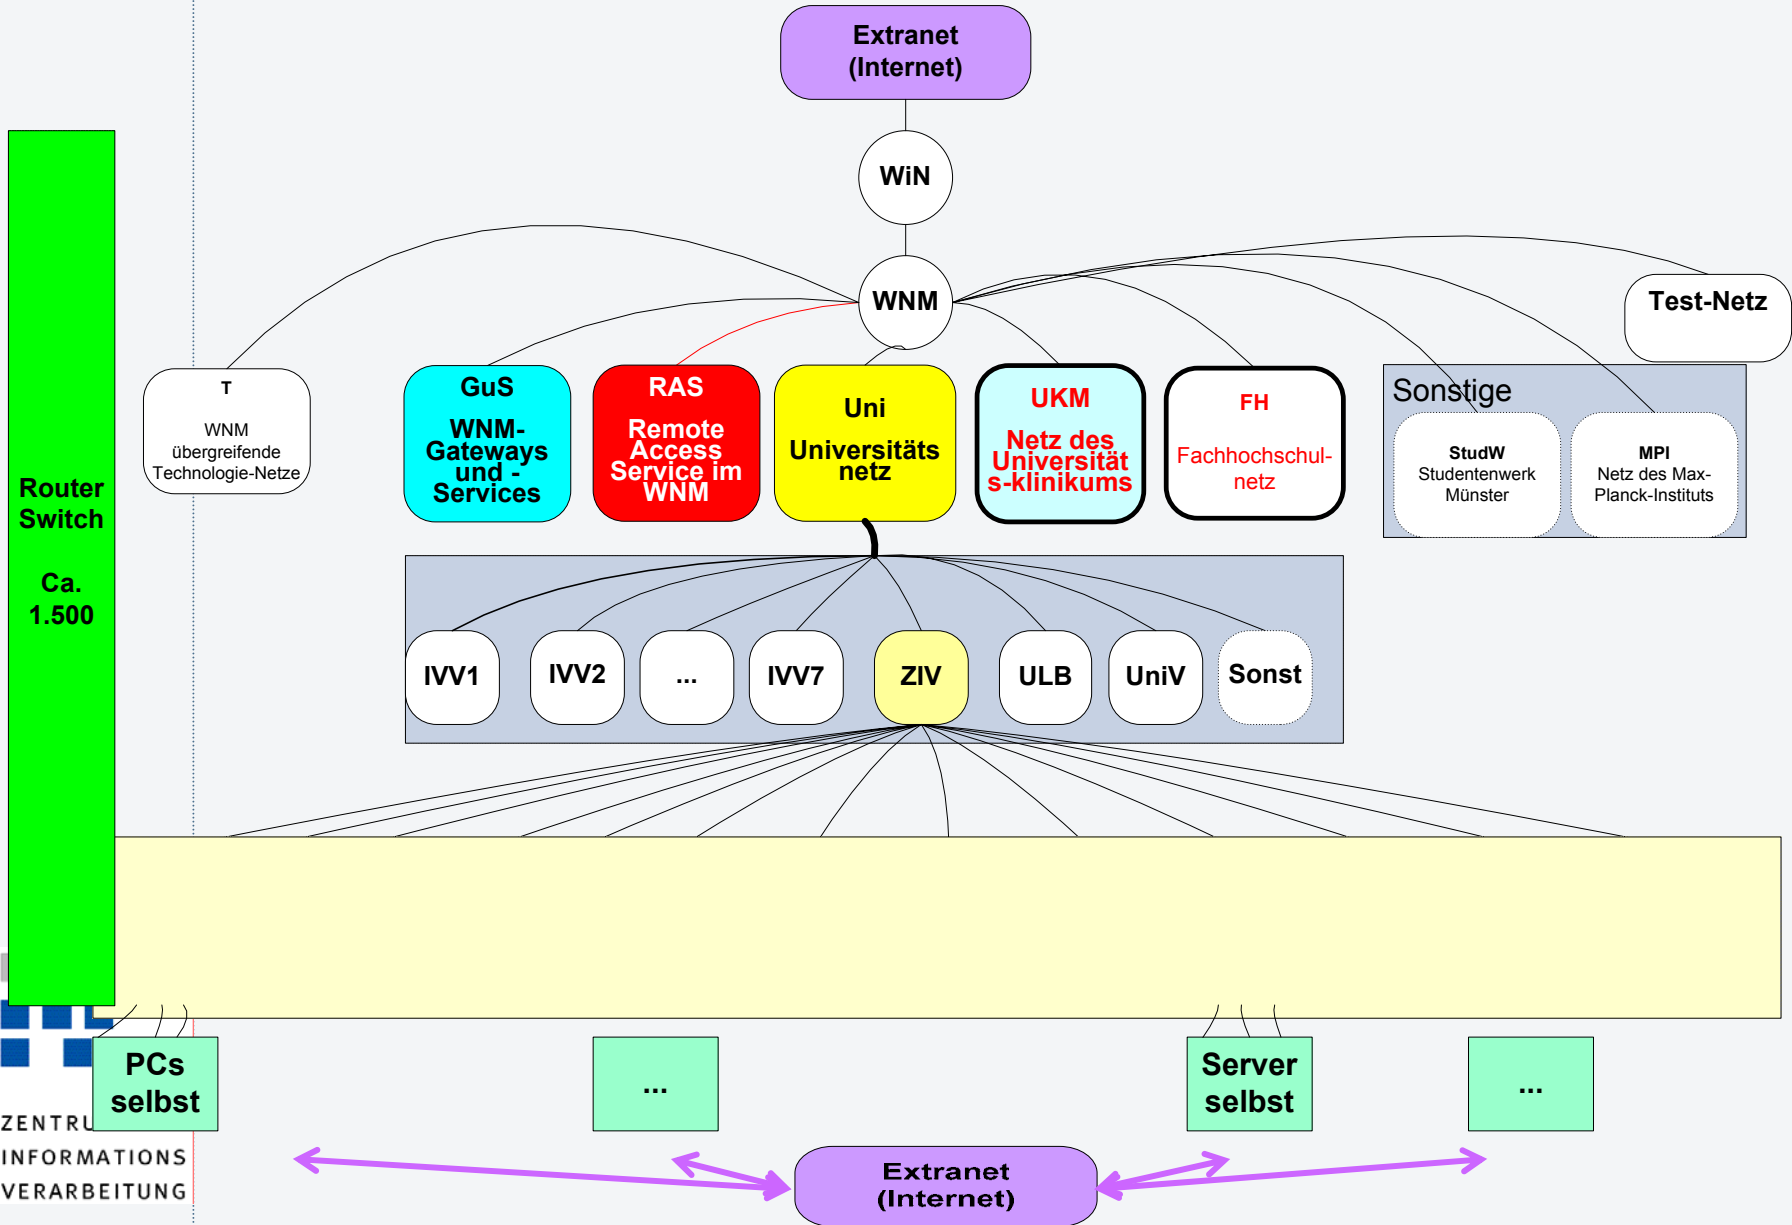 Extranet
(Internet)
WiN
WNM
Test-Netz
T
WNM
übergreifende
Technologie-Netze
GuS
WNM-
Gateways
und -
Services
RAS
Remote
Access
Service im
WNM
Uni
Universitäts
netz
UKM
Netz des
Universität
s-klinikums
FH
Fachhochschul-
netz
Sonstige
StudW
Studentenwerk
Münster
MPI
Netz des Max-
Planck-Instituts
Router
Switch
Ca.
1.500
IVV1
IVV2
...
IVV7
ZIV
ULB
UniV
Sonst
PCs
selbst
...
Server
selbst
...
ZENTRU
INFORMATIONS
VERARBEITUNG
Extranet
(Internet)